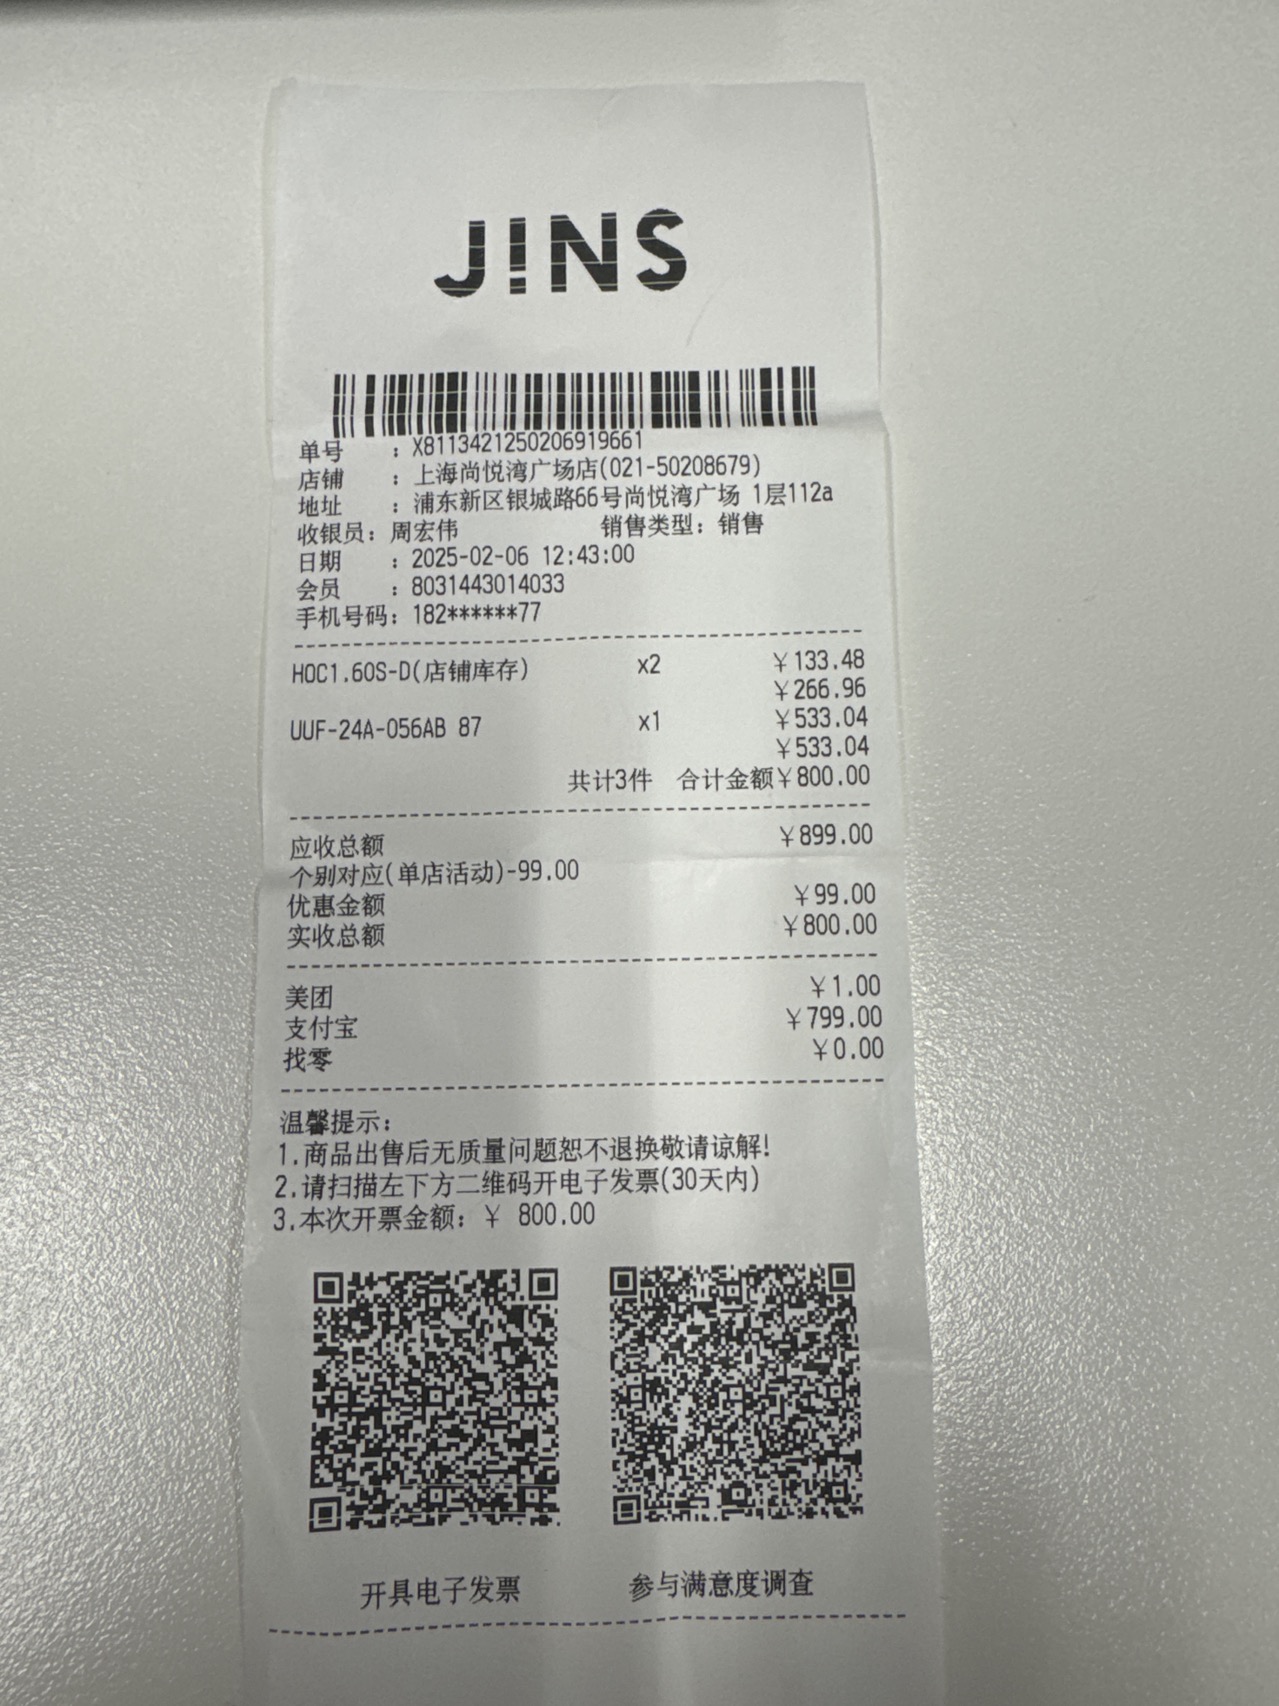 J!NS
单号 : X8113421250206919661
店铺 : 上海尚悦湾广场店(021-50208679)
地址 : 浦东新区银城路66号尚悦湾广场 1层112a
收银员: 周宏伟 销售类型: 销售
日期 : 2025-02-06 12:43:00
会员 : 8031443014033
手机号码: 182******77
HOC1.60S-D(店铺库存) x2 ￥133.48
￥266.96
UUF-24A-056AB 87 x1 ￥533.04
￥533.04
共计3件 合计金额￥800.00
应收总额 ￥899.00
个别对应(单店活动)-99.00
优惠金额 ￥99.00
实收总额 ￥800.00
美团 ￥1.00
支付宝 ￥799.00
找零 ￥0.00
温馨提示:
1.商品出售后无质量问题恕不退换敬请谅解!
2.请扫描左下方二维码开电子发票(30天内)
3.本次开票金额: ￥ 800.00
开具电子发票 参与满意度调查